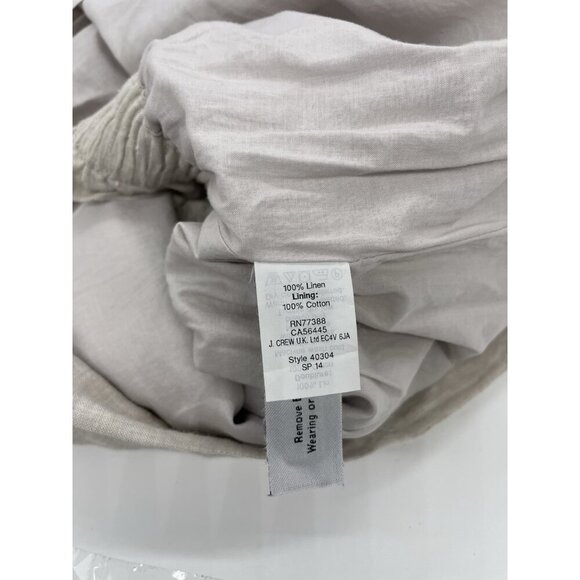 100% Linen
Lining:
100% Cotton
RN77388
CA56445
J. CREW U.K. Ltd EC4V 6JA
Style 40304
SP 14
Remove B
Wearing or